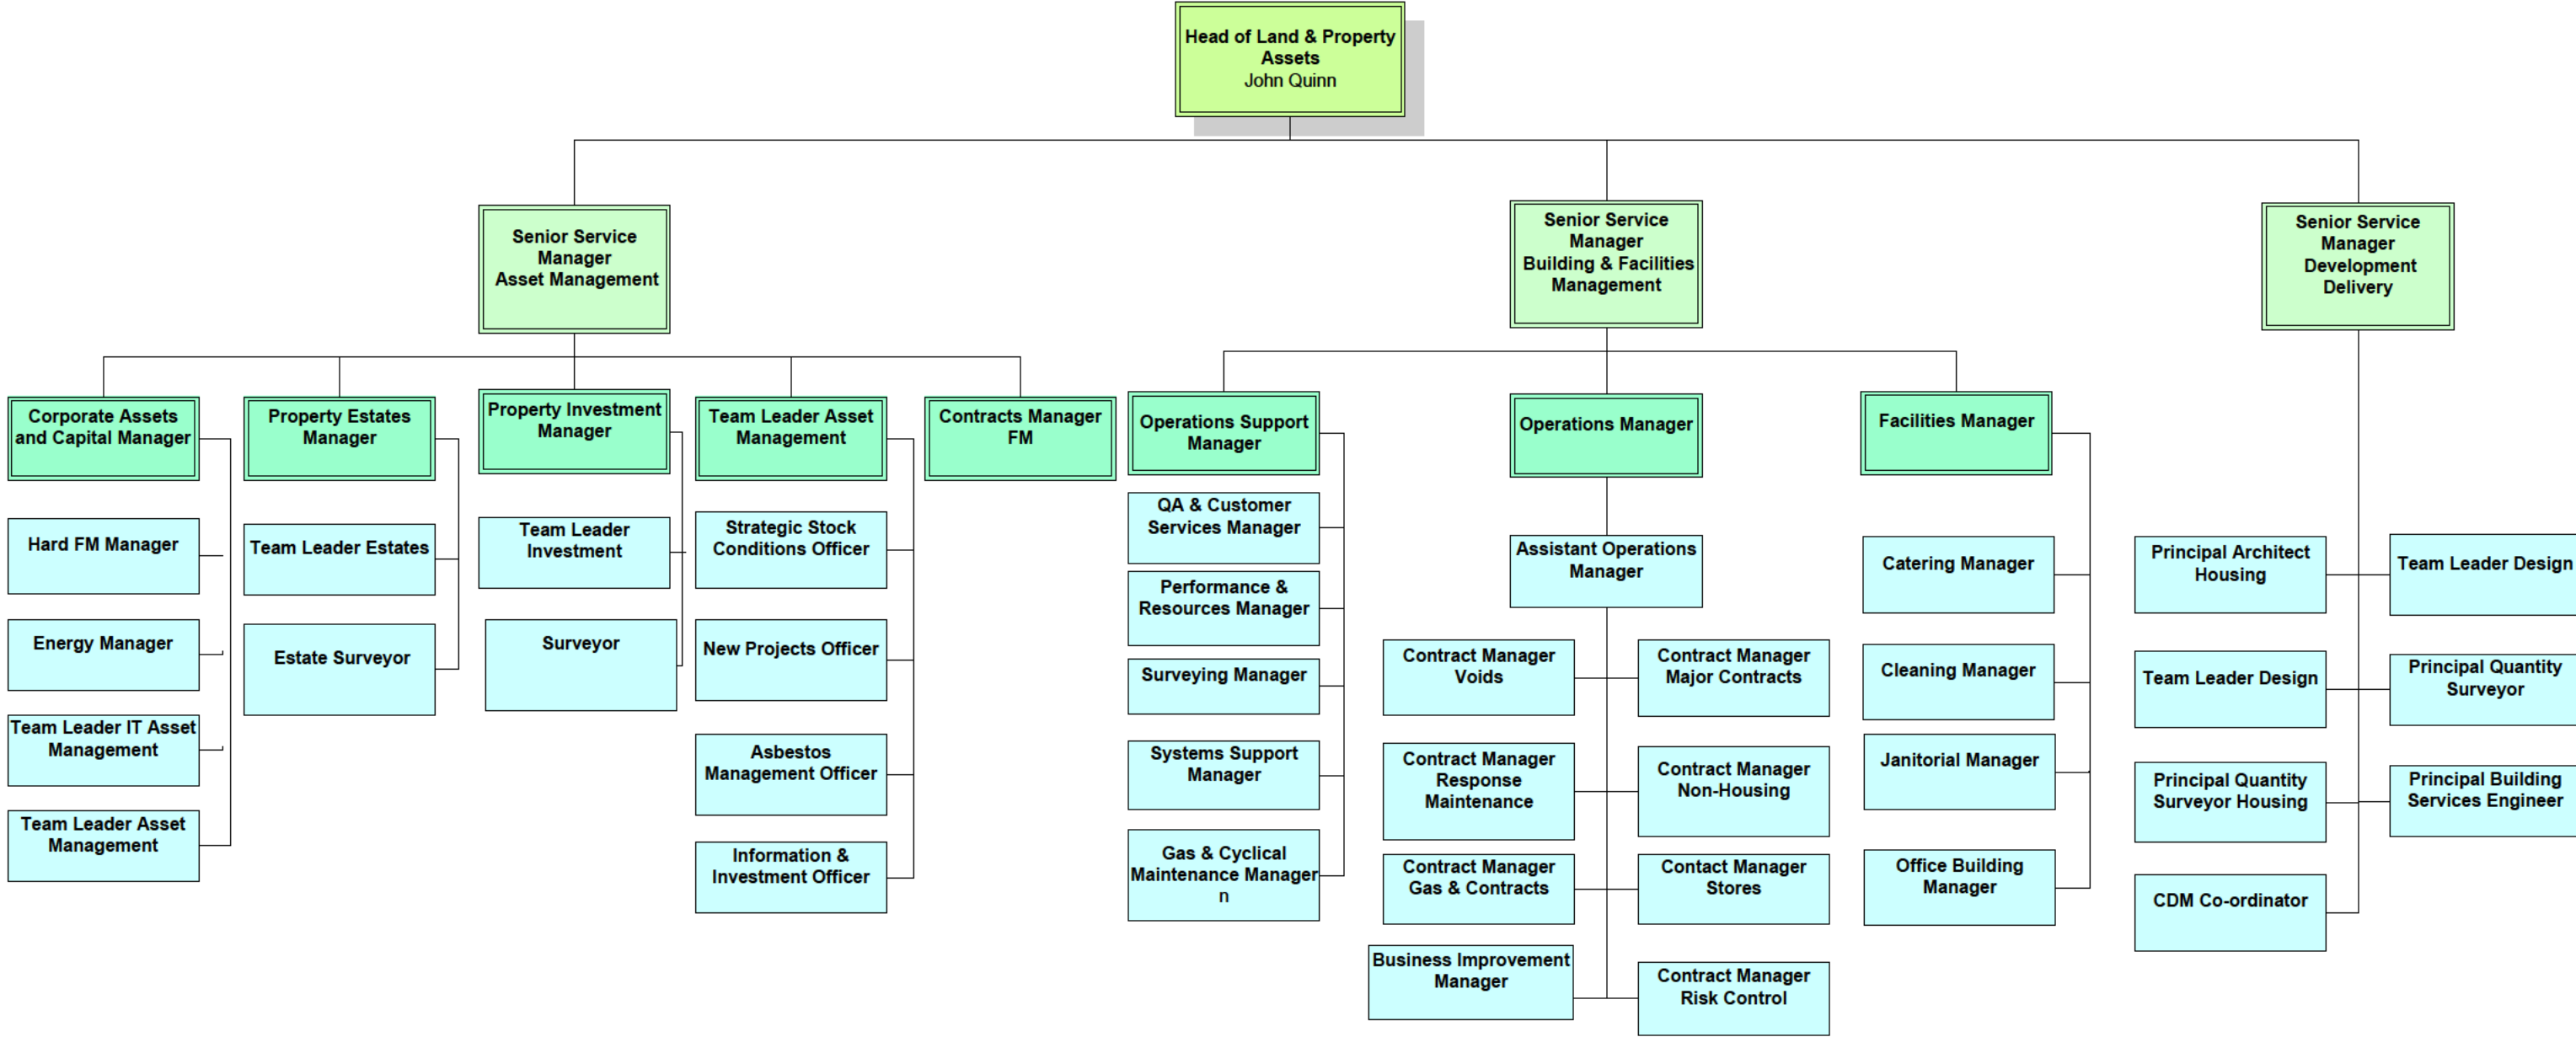 Head of Land & Property
Assets
John Quinn
Senior Service
Manager
Asset Management
Senior Service
Manager
Building & Facilities
Management
Senior Service
Manager
Development
Delivery
Corporate Assets
and Capital Manager
Property Estates
Manager
Property Investment
Manager
Team Leader Asset
Management
Contracts Manager
FM
Operations Support
Manager
Operations Manager
Facilities Manager
Hard FM Manager
Energy Manager
Team Leader IT Asset
Management
Team Leader Asset
Management
Team Leader Estates
Estate Surveyor
Team Leader
Investment
Surveyor
Strategic Stock
Conditions Officer
New Projects Officer
Asbestos
Management Officer
Information &
Investment Officer
QA & Customer
Services Manager
Performance &
Resources Manager
Surveying Manager
Systems Support
Manager
Gas & Cyclical
Maintenance Manager
n
Assistant Operations
Manager
Contract Manager
Voids
Contract Manager
Major Contracts
Contract Manager
Response
Maintenance
Contract Manager
Non-Housing
Contract Manager
Gas & Contracts
Contact Manager
Stores
Business Improvement
Manager
Contract Manager
Risk Control
Catering Manager
Cleaning Manager
Janitorial Manager
Office Building
Manager
Principal Architect
Housing
Team Leader Design
Team Leader Design
Principal Quantity
Surveyor
Principal Quantity
Surveyor Housing
Principal Building
Services Engineer
CDM Co-ordinator